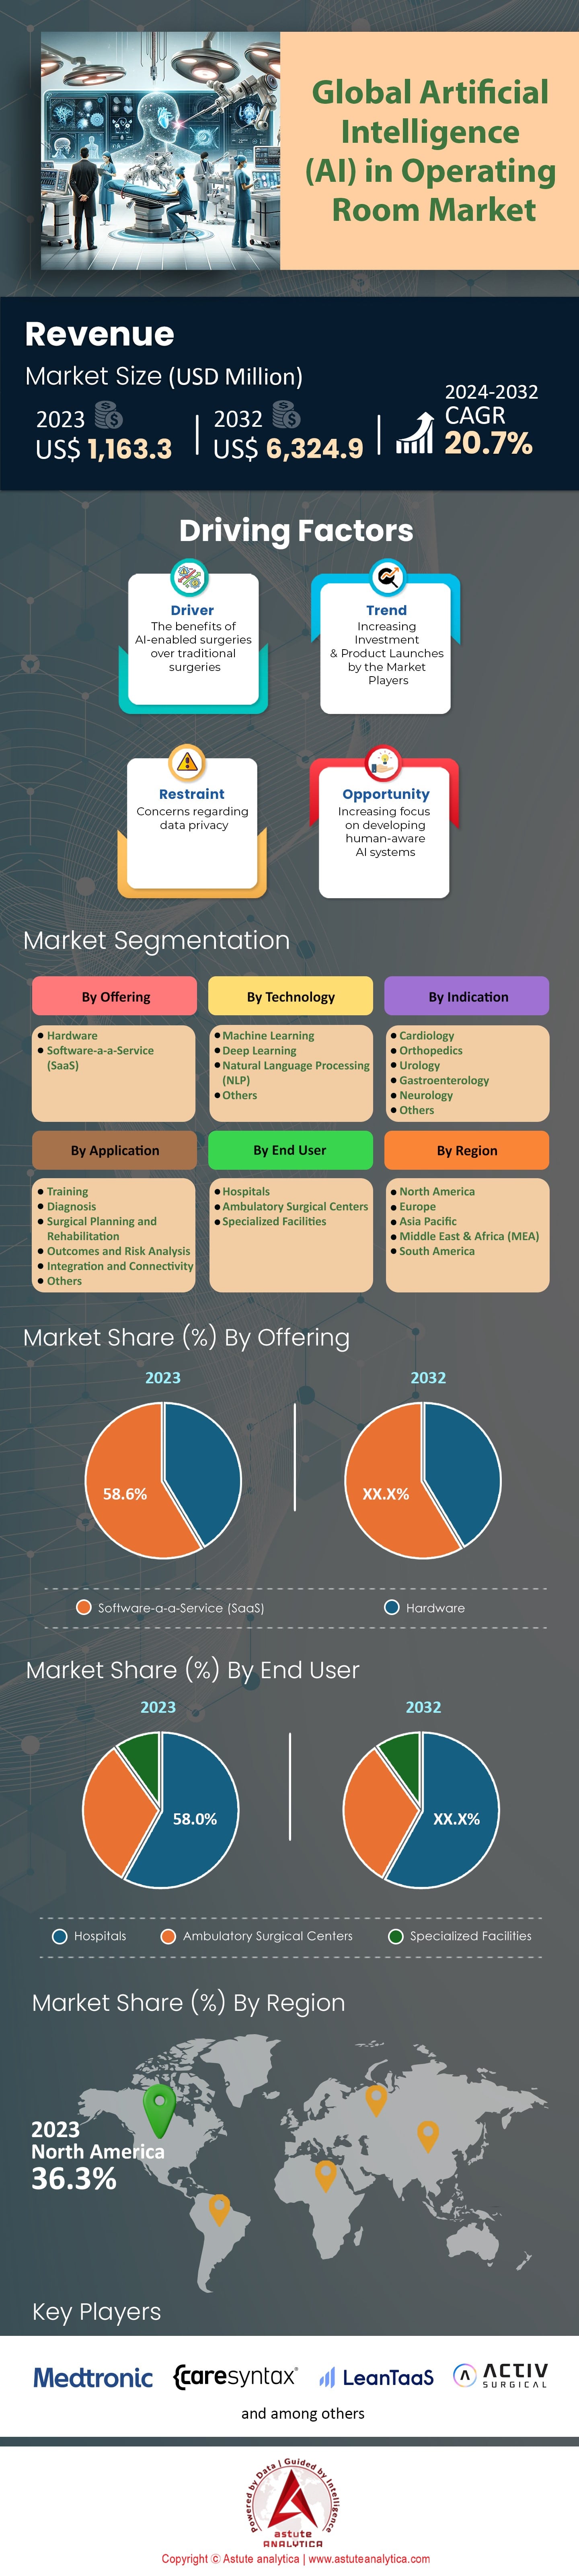 Global Artificial
Intelligence
(AI) in Operating
Room Market
Revenue
Market Size (USD Million)
2023
US$ 1,163.3
2032
US$ 6,324.9
2024-2032
CAGR
20.7%
Driving Factors
Driver
The benefits of
AI-enabled surgeries
over traditional
surgeries
Trend
Increasing
Investment
& Product Launches
by the Market
Players
Restraint
Concerns regarding
data privacy
Opportunity
Increasing focus
on developing
human-aware
AI systems
Market Segmentation
By Offering
Hardware
Software-a-a-Service
(SaaS)
By Technology
Machine Learning
Deep Learning
Natural Language Processing
(NLP)
Others
By Indication
Cardiology
Orthopedics
Urology
Gastroenterology
Neurology
Others
By Application
Training
Diagnosis
Surgical Planning and
Rehabilitation
Outcomes and Risk Analysis
Integration and Connectivity
Others
By End User
Hospitals
Ambulatory Surgical Centers
Specialized Facilities
By Region
North America
Europe
Asia Pacific
Middle East & Africa (MEA)
South America
Market Share (%) By Offering
2023
2032
58.6%
XX.X%
Software-a-a-Service (SaaS)
Hardware
Market Share (%) By End User
2023
2032
58.0%
XX.X%
Hospitals
Ambulatory Surgical Centers
Specialized Facilities
Market Share (%) By Region
2023
North America
36.3%
Key Players
Medtronic
{caresyntax®
LeanTaaS
ACTIV
SURGICAL
and among others
Powered by Data | Guided by Intelligence
astute
ANALYTICA
Copyright © Astute analytica | www.astuteanalytica.com